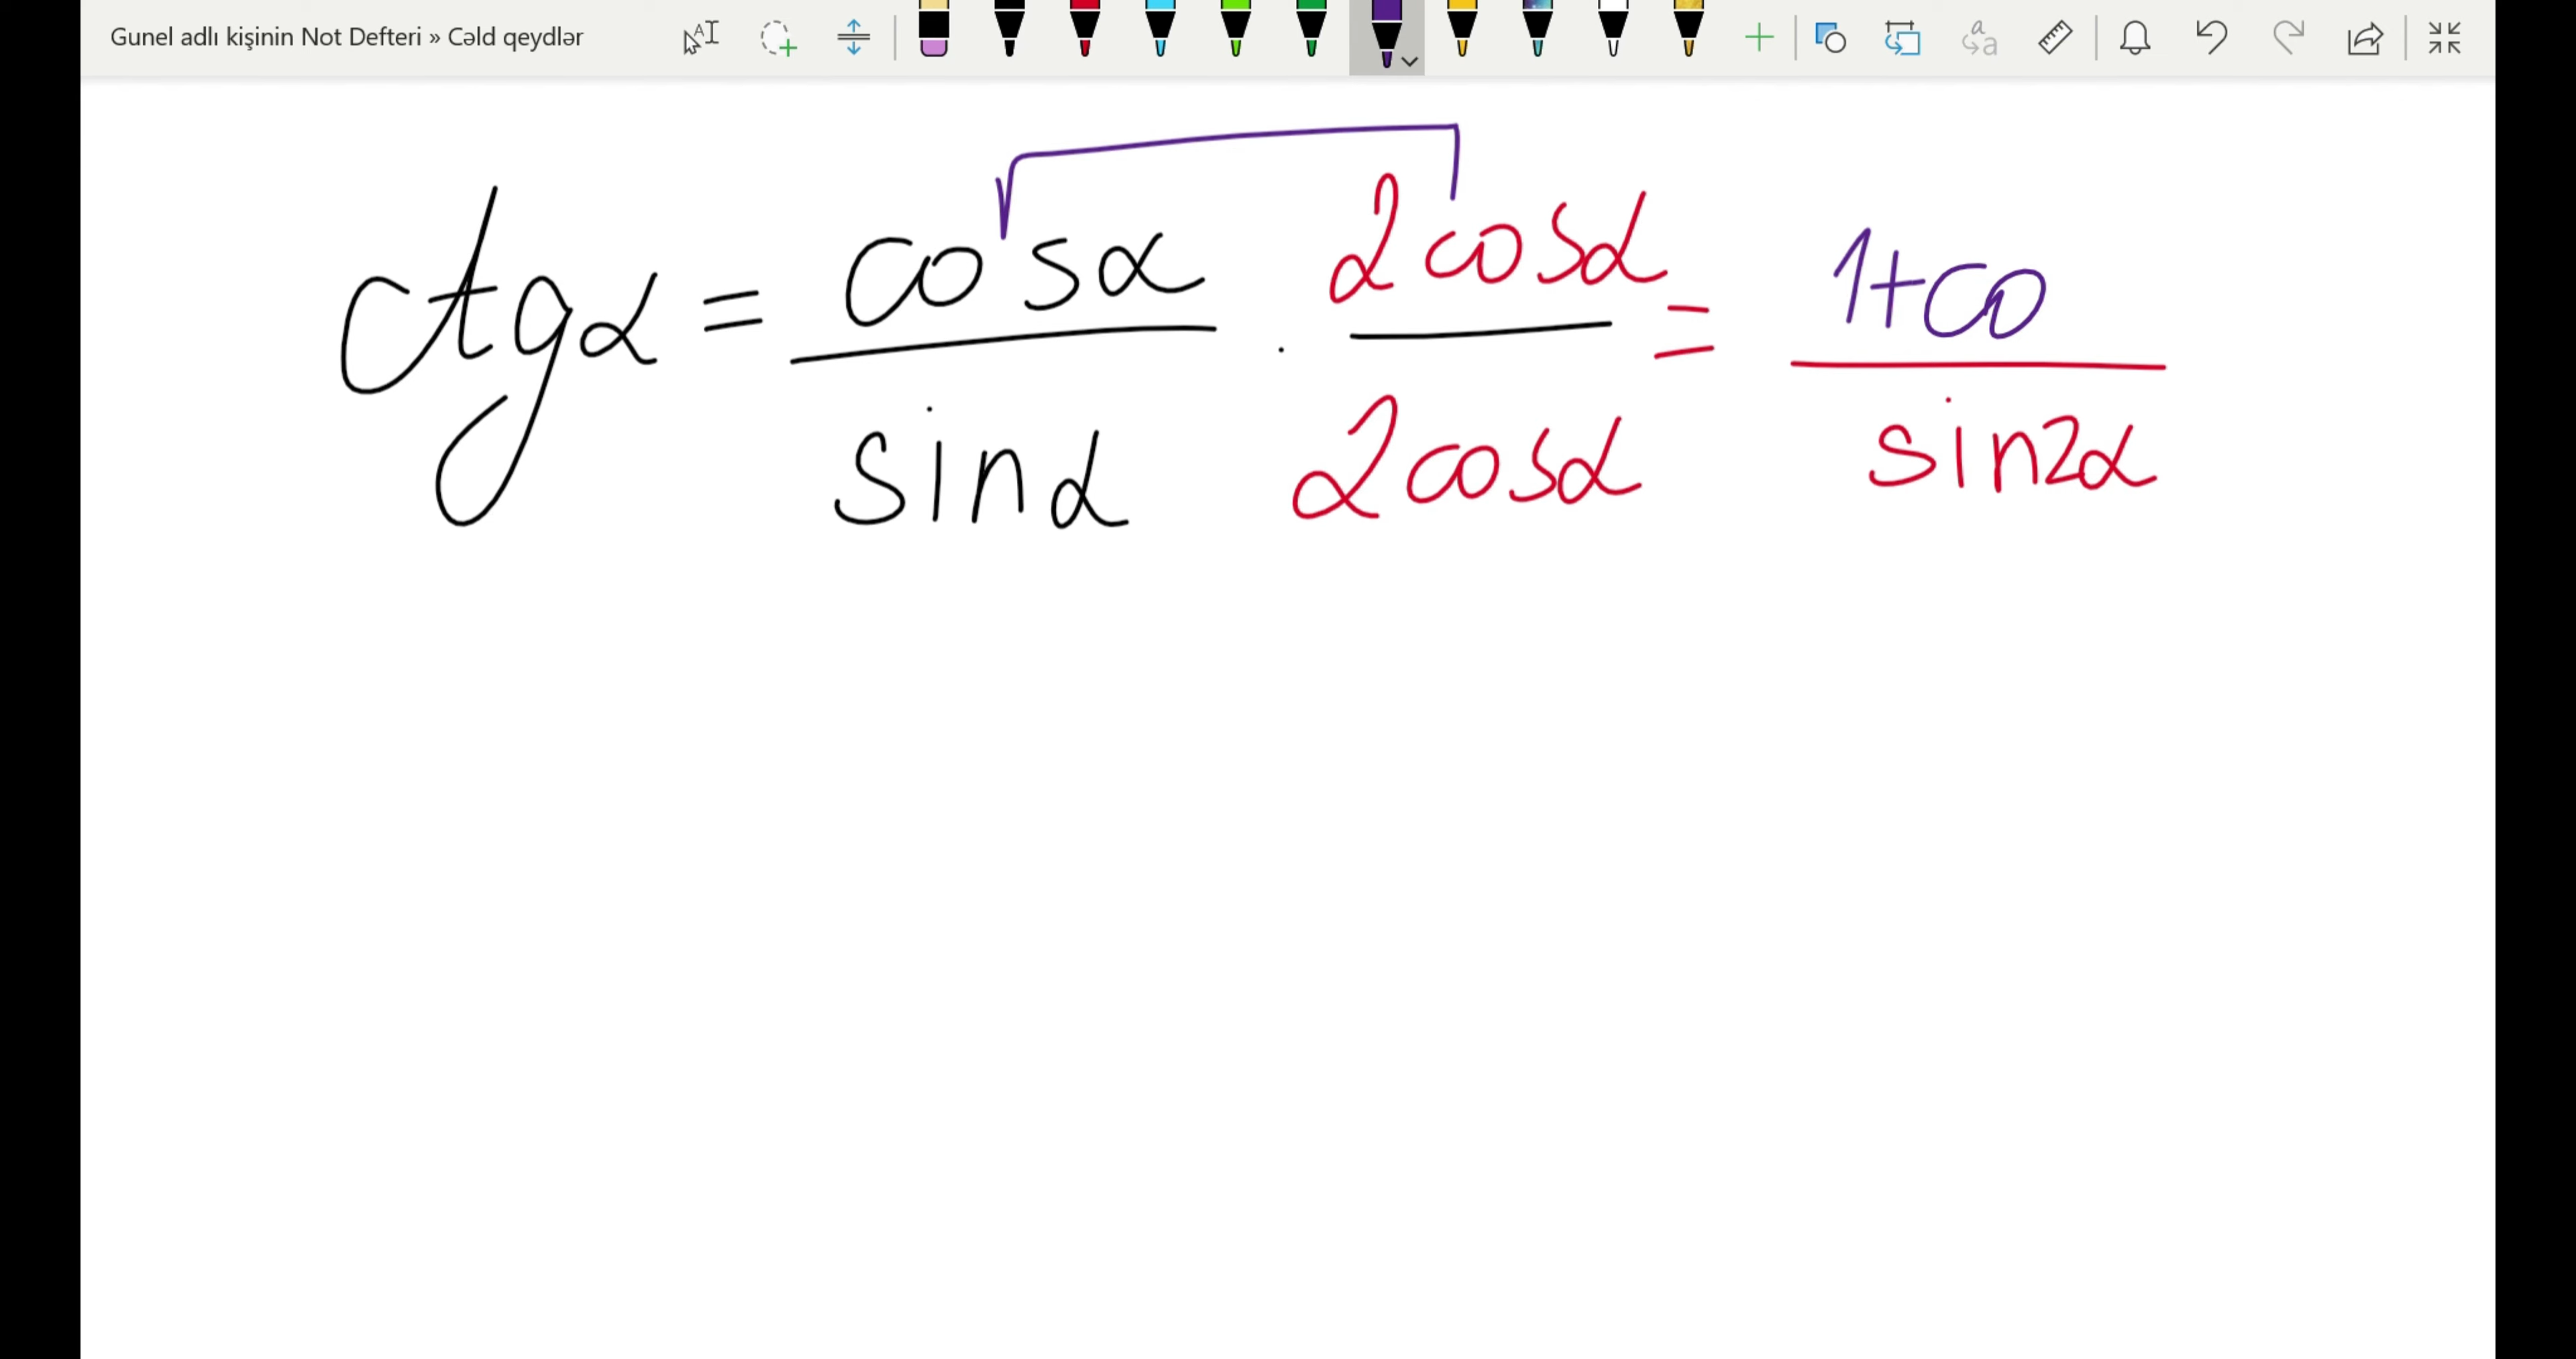 Gunel adlı kişinin Not Defteri » Cəld qeydlər
ctgα = cosα/sinα · 2cosα/2cosα = 1+co/sin2α